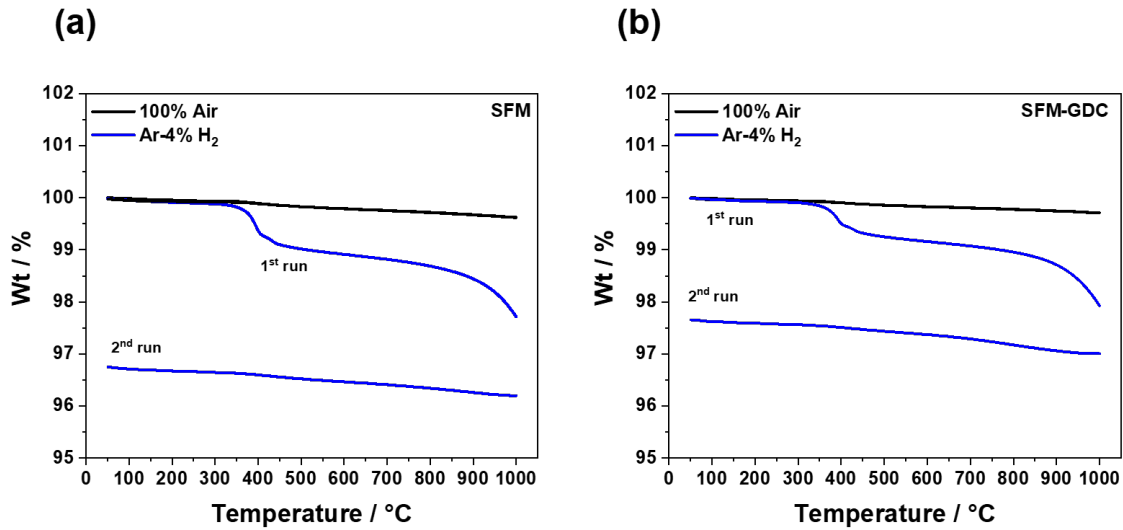 (a)
102
101
100
99
98
97
96
95
Wt / %
100% Air
Ar-4% H₂
SFM
1st run
2nd run
0 100 200 300 400 500 600 700 800 900 1000
Temperature / °C
(b)
102
101
100
99
98
97
96
95
Wt / %
100% Air
Ar-4% H₂
SFM-GDC
1st run
2nd run
0 100 200 300 400 500 600 700 800 900 1000
Temperature / °C